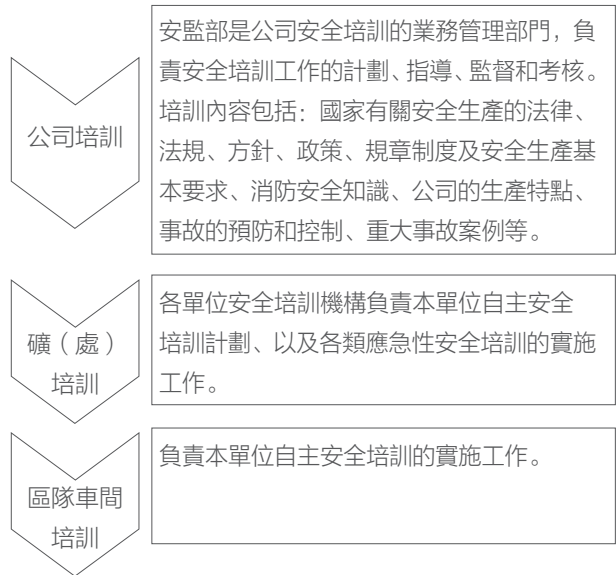 公司培訓
安監部是公司安全培訓的業務管理部門，負
責安全培訓工作的計劃、指導、監督和考核。
培訓內容包括：國家有關安全生產的法律、
法規、方針、政策、規章制度及安全生產基
本要求、消防安全知識、公司的生產特點、
事故的預防和控制、重大事故案例等。
礦（處）
培訓
各單位安全培訓機構負責本單位自主安全
培訓計劃、以及各類應急性安全培訓的實施
工作。
區隊車間
培訓
負責本單位自主安全培訓的實施工作。